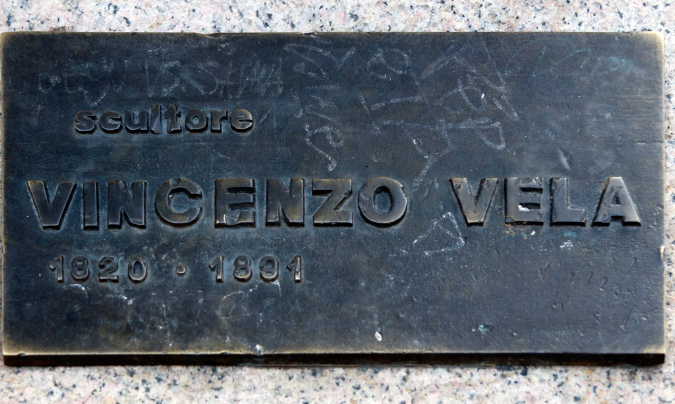 scultore
VINCENZO VELA
1820 · 1891